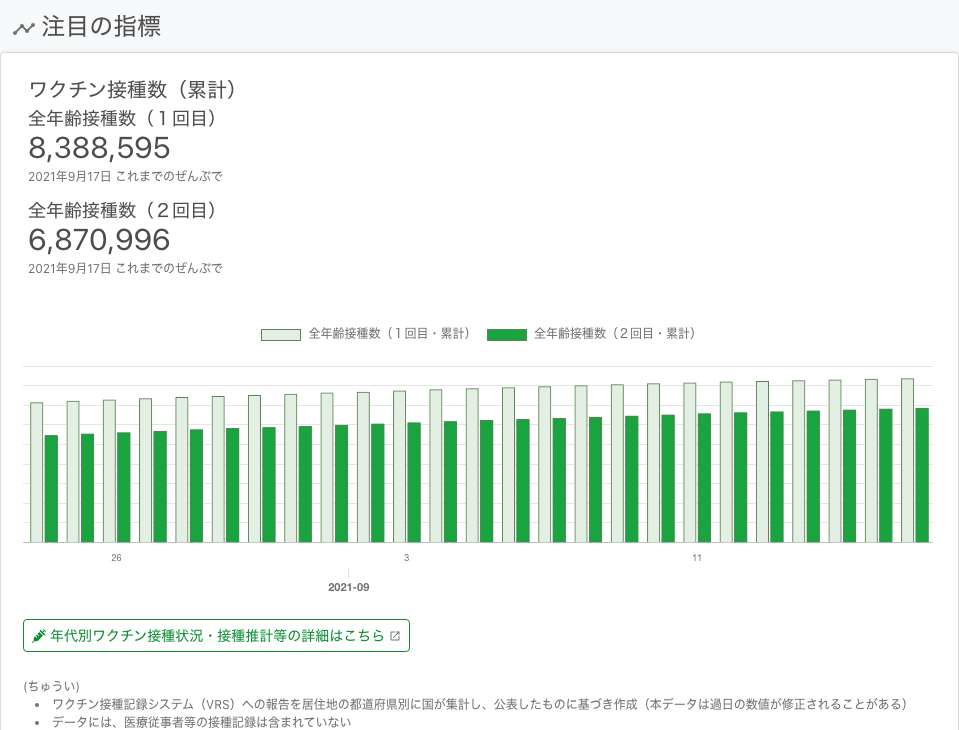 注目の指標
ワクチン接種数（累計）
全年齢接種数（１回目）
8,388,595
2021年9月17日 これまでのぜんぶで
全年齢接種数（２回目）
6,870,996
2021年9月17日 これまでのぜんぶで
全年齢接種数（１回目・累計） 全年齢接種数（２回目・累計）
26 3 11
2021-09
年代別ワクチン接種状況・接種推計等の詳細はこちら
(ちゅうい)
• ワクチン接種記録システム（VRS）への報告を居住地の都道府県別に国が集計し、公表したものに基づき作成（本データは過日の数値が修正されることがある）
• データには、医療従事者等の接種記録は含まれていない